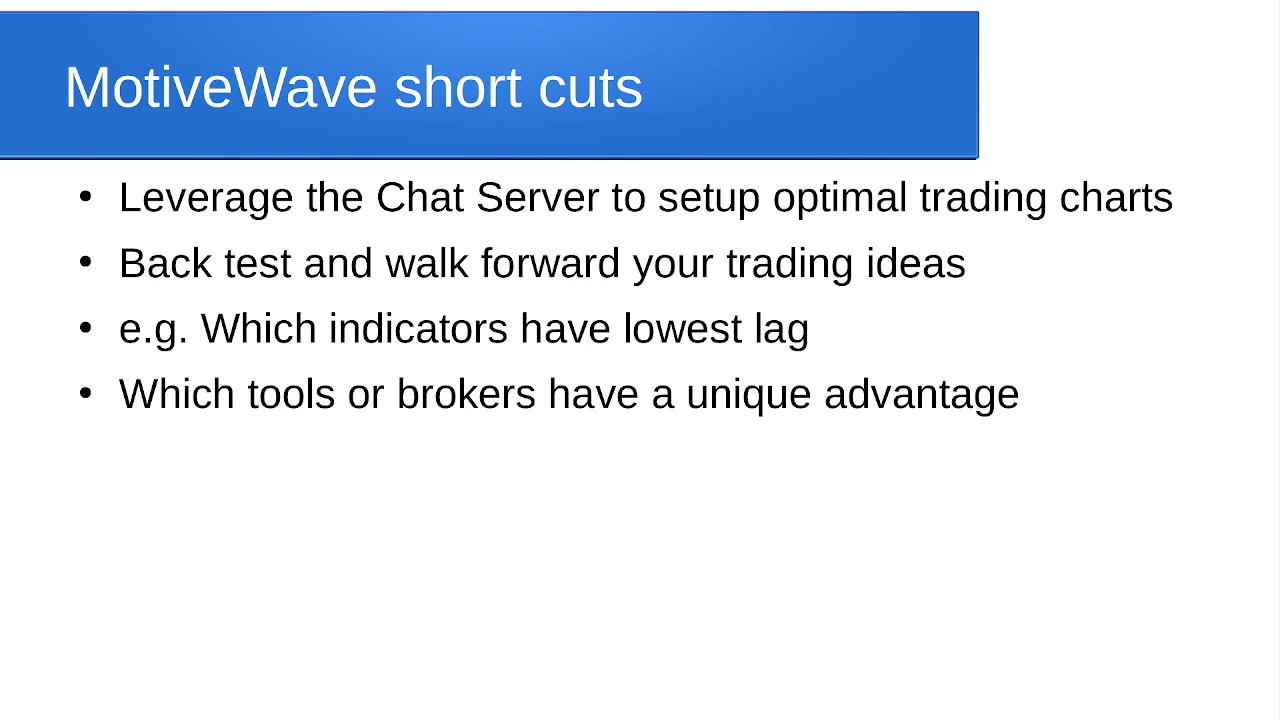 MotiveWave short cuts
• Leverage the Chat Server to setup optimal trading charts
• Back test and walk forward your trading ideas
• e.g. Which indicators have lowest lag
• Which tools or brokers have a unique advantage